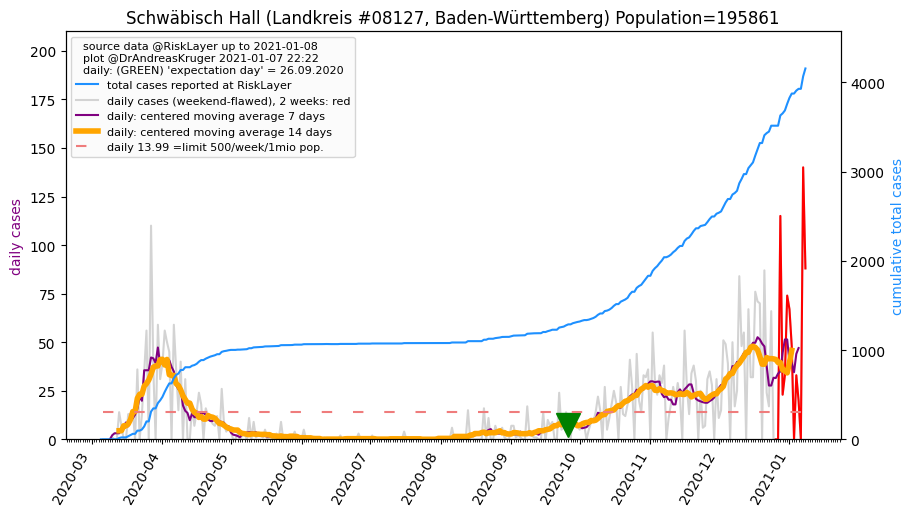 Schwäbisch Hall (Landkreis #08127, Baden-Württemberg) Population=195861
source data @RiskLayer up to 2021-01-08
plot @DrAndreasKruger 2021-01-07 22:22
daily: (GREEN) 'expectation day' = 26.09.2020
total cases reported at RiskLayer
daily cases (weekend-flawed), 2 weeks: red
daily: centered moving average 7 days
daily: centered moving average 14 days
daily 13.99 =limit 500/week/1mio pop.
daily cases
200
175
150
125
100
75
50
25
0
cumulative total cases
4000
3000
2000
1000
0
2020-03
2020-04
2020-05
2020-06
2020-07
2020-08
2020-09
2020-10
2020-11
2020-12
2021-01